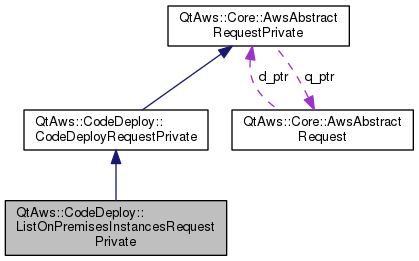 QtAws::Core::AwsAbstract
RequestPrivate
d_ptr
q_ptr
QtAws::CodeDeploy::
CodeDeployRequestPrivate
QtAws::Core::AwsAbstract
Request
QtAws::CodeDeploy::
ListOnPremisesInstancesRequest
Private